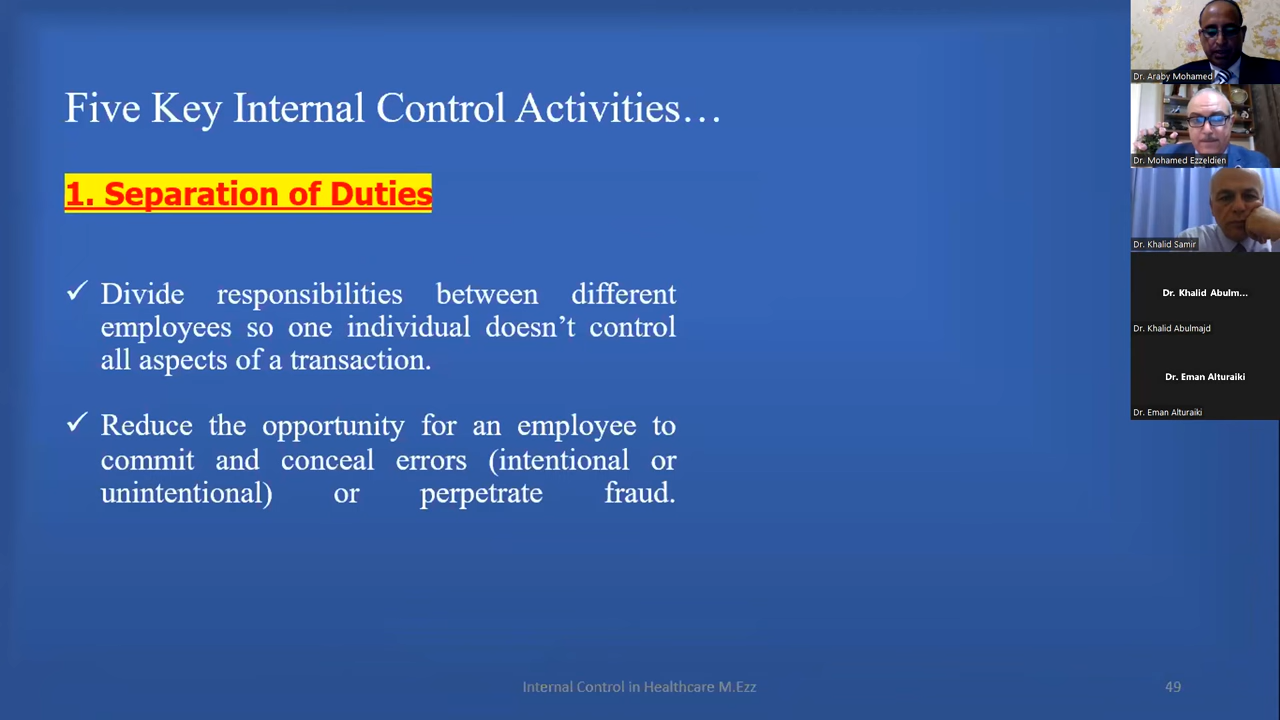 Five Key Internal Control Activities…
1. Separation of Duties
✓ Divide responsibilities between different
employees so one individual doesn’t control
all aspects of a transaction.
✓ Reduce the opportunity for an employee to
commit and conceal errors (intentional or
unintentional) or perpetrate fraud.
Internal Control in Healthcare M.Ezz
49
Dr. Araby Mohamed
Dr. Mohamed Ezzeldien
Dr. Khalid Samir
Dr. Khalid Abulm...
Dr. Khalid Abulmajd
Dr. Eman Alturaiki
Dr. Eman Alturaiki